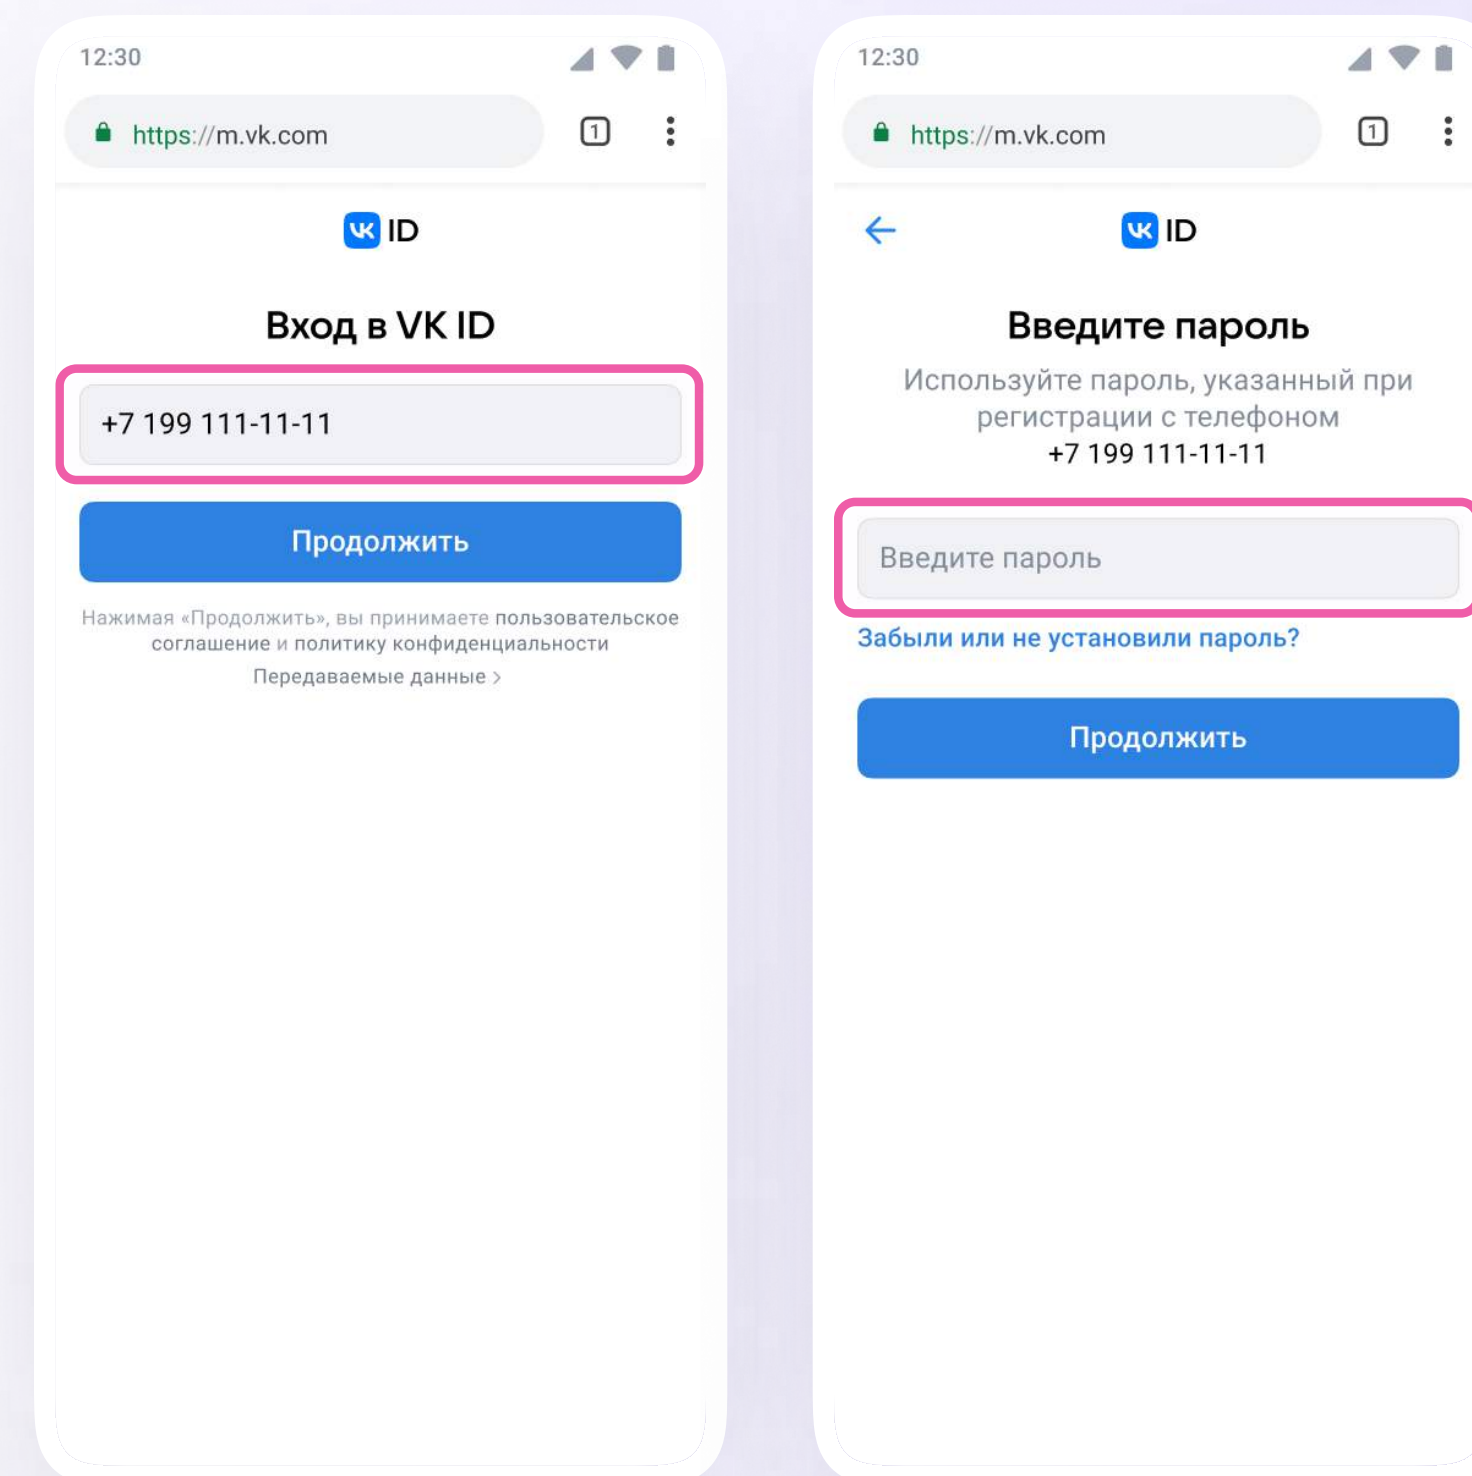 12:30
https://m.vk.com
1
VK ID
Вход в VK ID
+7 199 111-11-11
Продолжить
Нажимая «Продолжить», вы принимаете пользовательское
соглашение и политику конфиденциальности
Передаваемые данные >
12:30
https://m.vk.com
1
VK ID
Введите пароль
Используйте пароль, указанный при
регистрации с телефоном
+7 199 111-11-11
Введите пароль
Забыли или не установили пароль?
Продолжить